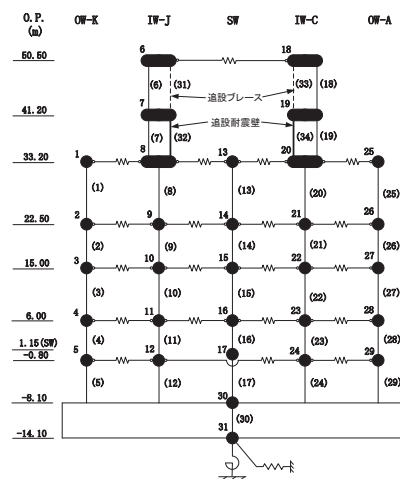 O.P. OW-K IW-J SW IW-C OW-A
(m)
6 18
50.50
(6) (31) (33) (18)
追設ブレース
41.20 7 19
追設耐震壁
(7) (32) (34) (19)
33.20 1 8 13 20 25
(1) (8) (13) (20) (25)
22.50 2 9 14 21 26
(2) (9) (14) (21) (26)
15.00 3 10 15 22 27
(3) (10) (15) (22) (27)
6.00 4 11 16 23 28
(4) (11) (16) (23) (28)
1.15(SW) 17
-0.80 5 12 24 29
(5) (12) (17) (24) (29)
-8.10 30
(30)
-14.10 31